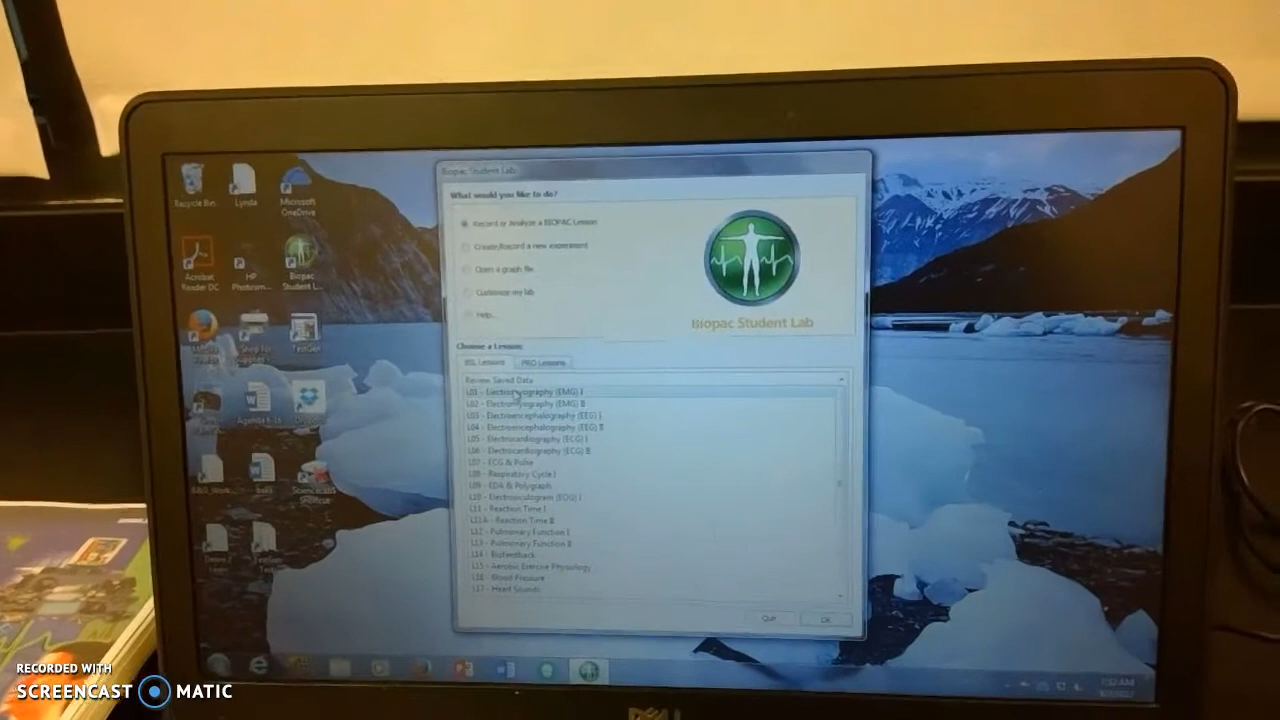 Recycle Bin
Lynda
Microsoft
OneDrive
Acrobat
Reader DC
HP
Photosm...
Biopac
Student L...
Mozilla
Firefox
Shop for
Supplies
TestGen
Biopac Student Lab
What would you like to do?
Record or Analyze a BIOPAC Lesson
Create/Record a new experiment
Open a graph file
Customize my lab
Help...
Biopac Student Lab
Choose a Lesson:
BSL Lessons
PRO Lessons
Review Saved Data
L01 - Electromyography (EMG) I
L02 - Electromyography (EMG) II
L03 - Electroencephalography (EEG) I
L04 - Electroencephalography (EEG) II
L05 - Electrocardiography (ECG) I
L06 - Electrocardiography (ECG) II
L07 - ECG & Pulse
L08 - Respiratory Cycle I
L09 - EDA & Polygraph
L10 - Electrooculogram (EOG) I
L11 - Reaction Time I
L11A - Reaction Time II
L12 - Pulmonary Function I
L13 - Pulmonary Function II
L14 - Biofeedback
L15 - Aerobic Exercise Physiology
L16 - Blood Pressure
L17 - Heart Sounds
Quit
OK
7:32 AM
DELL
RECORDED WITH
SCREENCAST MATIC